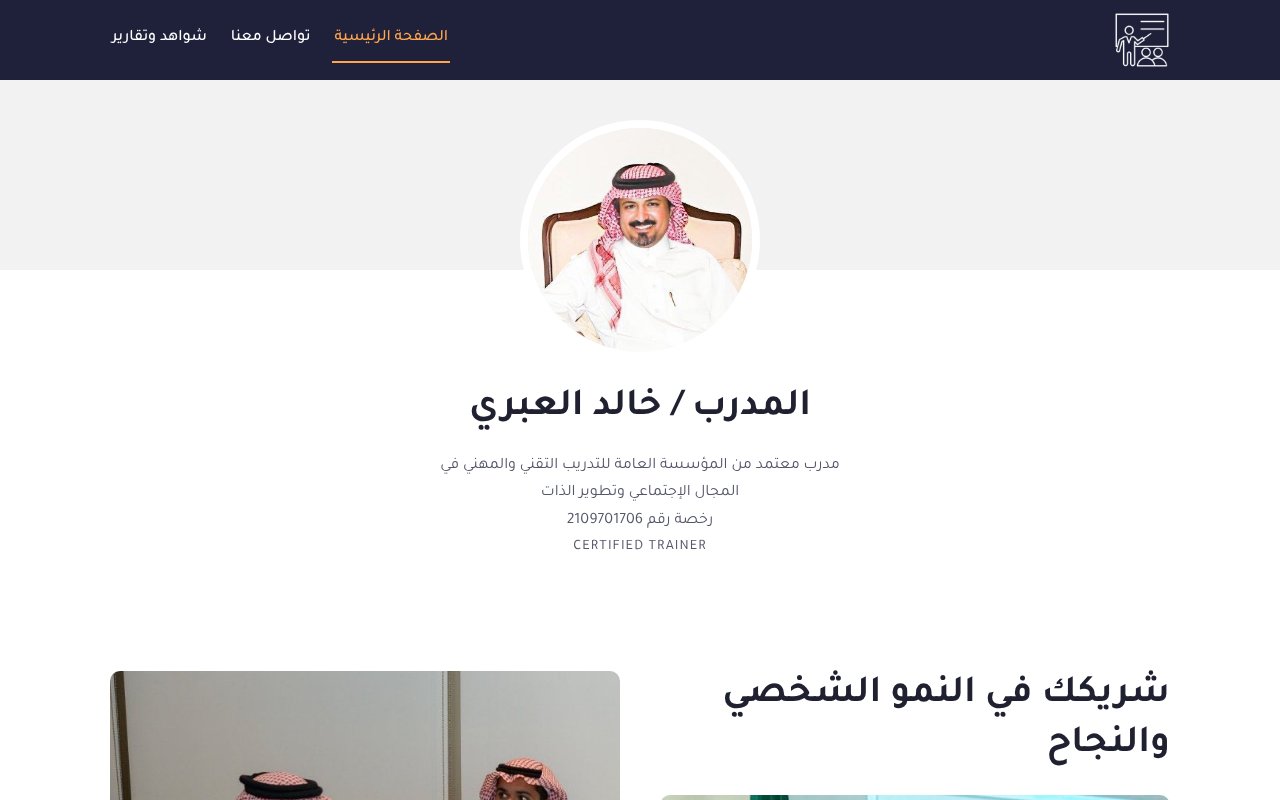 الصفحة الرئيسية
تواصل معنا
شواهد وتقارير
المدرب / خالد العبري
مدرب معتمد من المؤسسة العامة للتدريب التقني والمهني في
المجال الإجتماعي وتطوير الذات
رخصة رقم 2109701706
CERTIFIED TRAINER
شريكك في النمو الشخصي
والنجاح